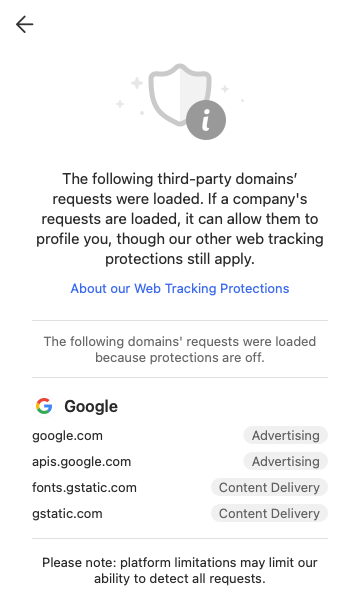 The following third-party domains'
requests were loaded. If a company's
requests are loaded, it can allow them to
profile you, though our other web tracking
protections still apply.
About our Web Tracking Protections
The following domains' requests were loaded
because protections are off.
Google
google.com Advertising
apis.google.com Advertising
fonts.gstatic.com Content Delivery
gstatic.com Content Delivery
Please note: platform limitations may limit our
ability to detect all requests.